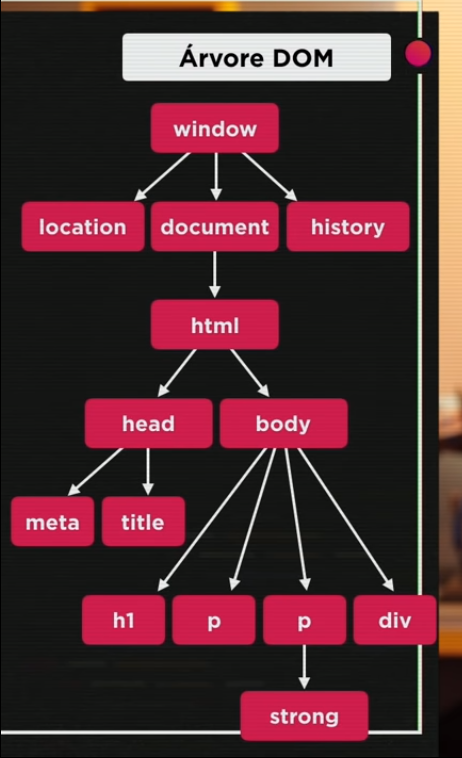 Árvore DOM
window
location document history
html
head body
meta title
h1 p p div
strong